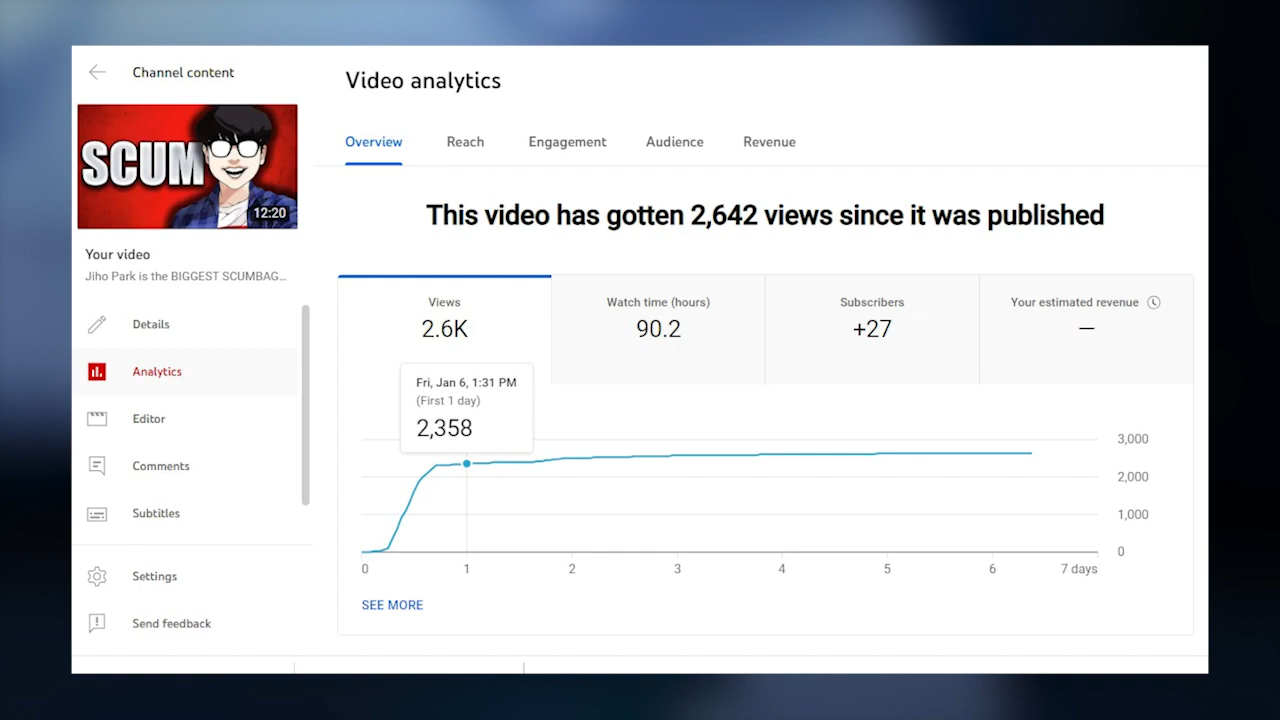 Channel content
SCUM
12:20
Your video
Jiho Park is the BIGGEST SCUMBAG…
Details
Analytics
Editor
Comments
Subtitles
Settings
Send feedback
Video analytics
Overview Reach Engagement Audience Revenue
This video has gotten 2,642 views since it was published
Views Watch time (hours) Subscribers Your estimated revenue
2.6K 90.2 +27 —
Fri, Jan 6, 1:31 PM
(First 1 day)
2,358
3,000
2,000
1,000
0
0 1 2 3 4 5 6 7 days
SEE MORE